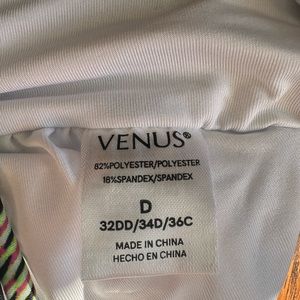 VENUS®
82%POLYESTER/POLYESTER
18%SPANDEX/SPANDEX
D
32DD/34D/36C
MADE IN CHINA
HECHO EN CHINA